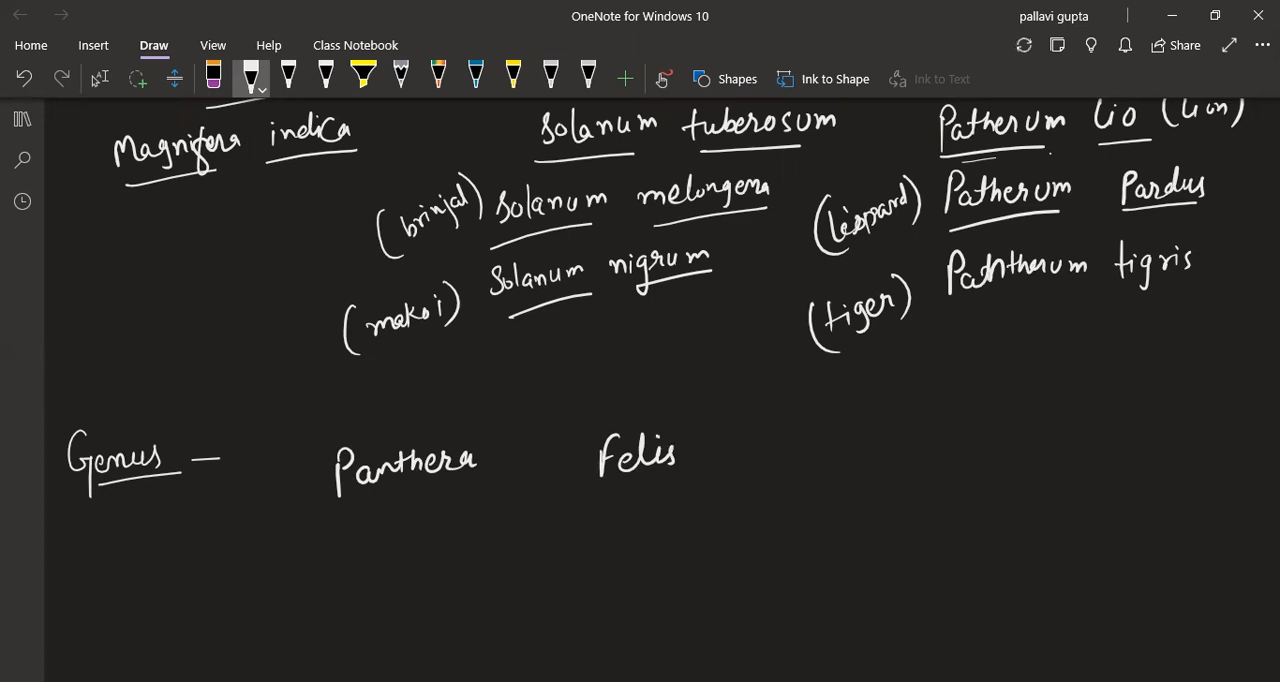 OneNote for Windows 10
pallavi gupta
Home Insert Draw View Help Class Notebook
Share
Shapes Ink to Shape Ink to Text
Magnifera indica
Solanum tuberosum
Patherum lio (lion)
(brinjal) Solanum melongena
(leopard) Patherum Pardus
(makoi) Solanum nigrum
(tiger) Pahtherum tigris
Genus — Panthera Felis